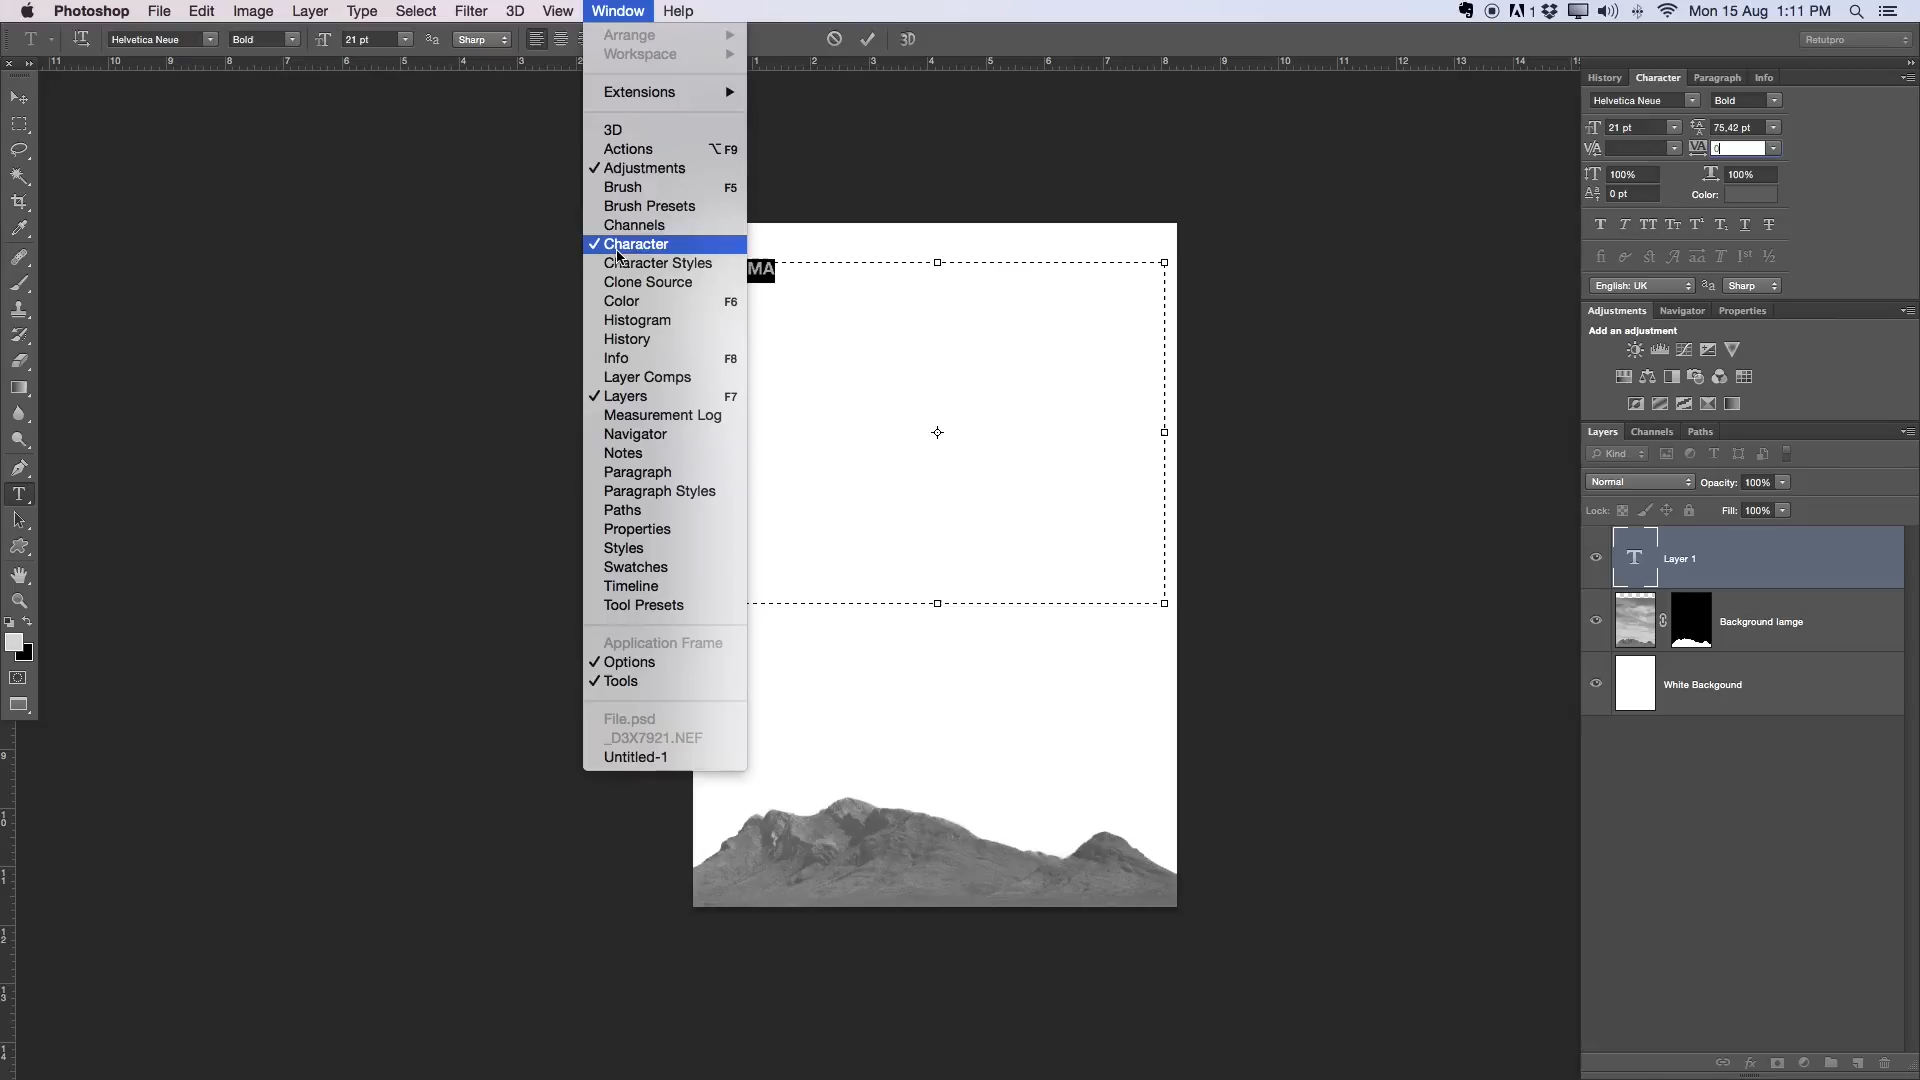 Photoshop File Edit Image Layer Type Select Filter 3D View Window Help
1 Mon 15 Aug 1:11 PM
T Helvetica Neue Bold 21 pt Sharp 3D Retutpro
Arrange
Workspace
Extensions
3D
Actions ⌥F9
✓ Adjustments
Brush F5
Brush Presets
Channels
✓ Character
Character Styles
Clone Source
Color F6
Histogram
History
Info F8
Layer Comps
✓ Layers F7
Measurement Log
Navigator
Notes
Paragraph
Paragraph Styles
Paths
Properties
Styles
Swatches
Timeline
Tool Presets
Application Frame
✓ Options
✓ Tools
File.psd
_D3X7921.NEF
Untitled-1
MA
History Character Paragraph Info
Helvetica Neue Bold
21 pt 75,42 pt
0
100% 100%
0 pt Color:
English: UK Sharp
Adjustments Navigator Properties
Add an adjustment
Layers Channels Paths
Kind
Normal Opacity: 100%
Lock: Fill: 100%
T Layer 1
Background Iamge
White Backgound